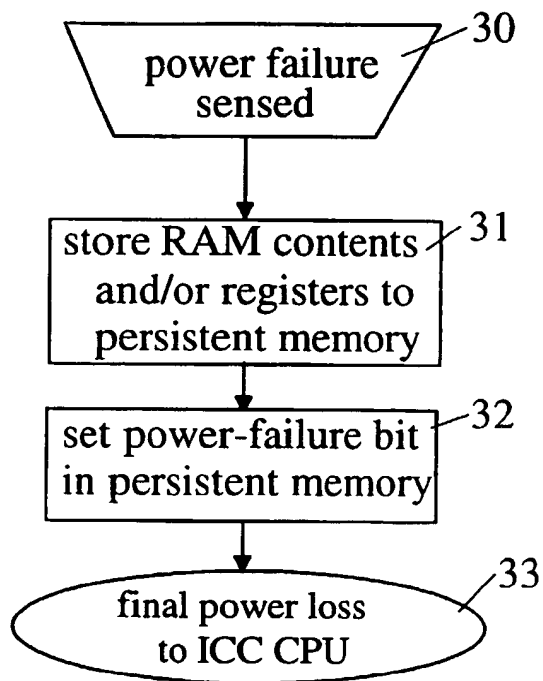 30
power failure
sensed
31
store RAM contents
and/or registers to
persistent memory
32
set power-failure bit
in persistent memory
33
final power loss
to ICC CPU